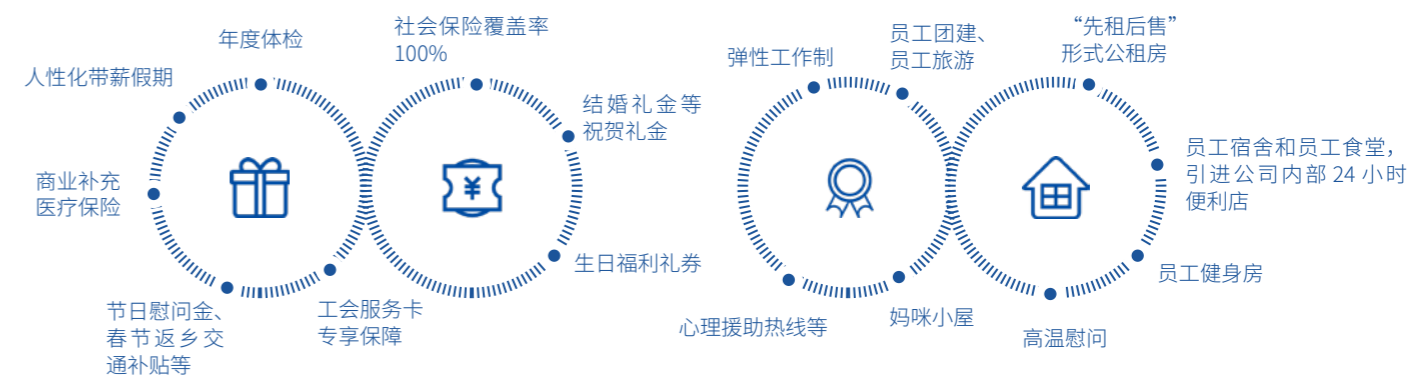 年度体检
人性化带薪假期
商业补充
医疗保险
节日慰问金、
春节返乡交
通补贴等
工会服务卡
专享保障
社会保险覆盖率
100%
结婚礼金等
祝贺礼金
生日福利礼券
¥
弹性工作制
员工团建、
员工旅游
心理援助热线等
妈咪小屋
“先租后售”
形式公租房
员工宿舍和员工食堂，
引进公司内部 24 小时
便利店
员工健身房
高温慰问